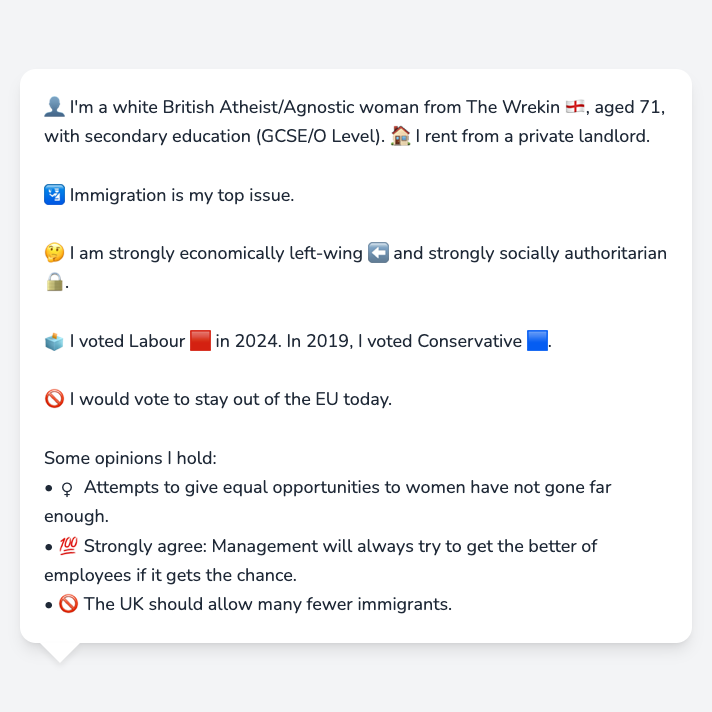 👤 I'm a white British Atheist/Agnostic woman from The Wrekin 🏴󠁧󠁢󠁥󠁮󠁧󠁿, aged 71,
with secondary education (GCSE/O Level). 🏠 I rent from a private landlord.
🛂 Immigration is my top issue.
🤔 I am strongly economically left-wing ⬅️ and strongly socially authoritarian
🔒.
🗳️ I voted Labour 🟥 in 2024. In 2019, I voted Conservative 🟦.
🚫 I would vote to stay out of the EU today.
Some opinions I hold:
• ♀ Attempts to give equal opportunities to women have not gone far
enough.
• 💯 Strongly agree: Management will always try to get the better of
employees if it gets the chance.
• 🚫 The UK should allow many fewer immigrants.